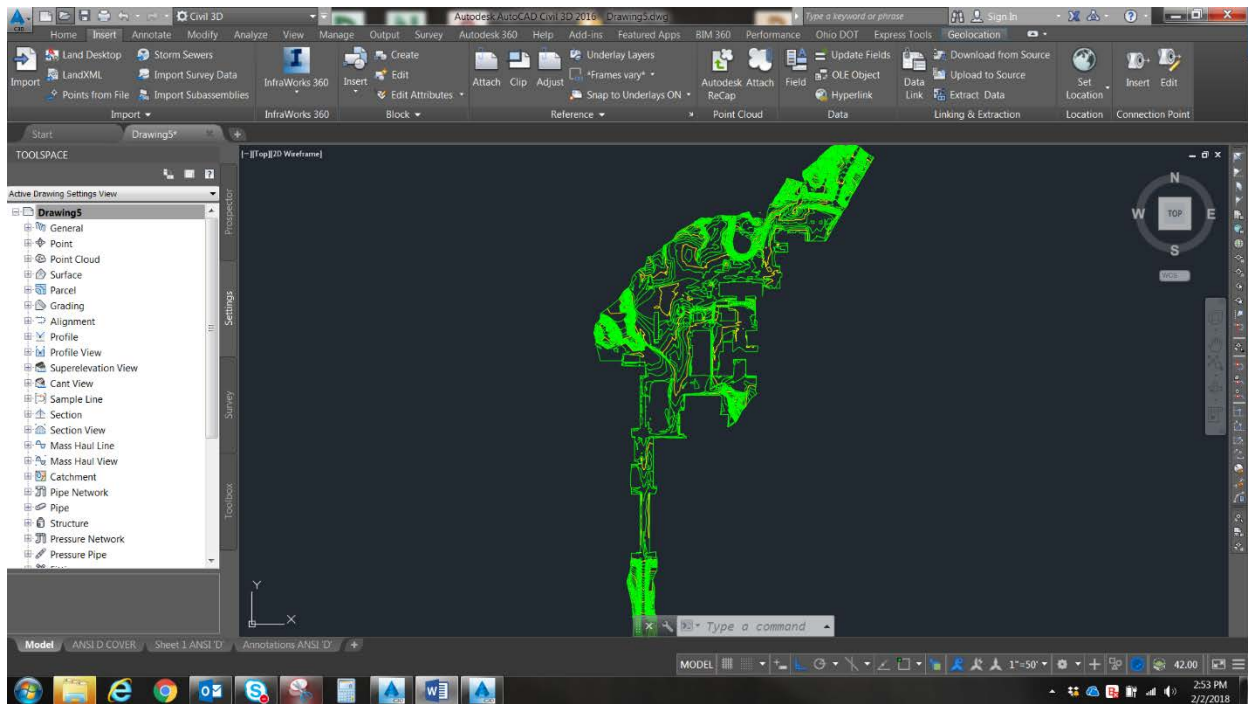 Civil 3D Autodesk AutoCAD Civil 3D 2016 Drawing5.dwg Type a keyword or phrase Sign In
Home Insert Annotate Modify Analyze View Manage Output Survey Autodesk 360 Help Add-ins Featured Apps BIM 360 Performance Ohio DOT Express Tools Geolocation
Land Desktop Storm Sewers Create Underlay Layers Update Fields Download from Source
LandXML Import Survey Data Edit *Frames vary* OLE Object Upload to Source
Import Points from File Import Subassemblies InfraWorks 360 Insert Edit Attributes Attach Clip Adjust Snap to Underlays ON Autodesk ReCap Attach Field Hyperlink Data Link Extract Data Set Location Insert Edit
Import InfraWorks 360 Block Reference Point Cloud Data Linking & Extraction Location Connection Point
Start Drawing5*
TOOLSPACE
[-][Top][2D Wireframe]
Active Drawing Settings View
Drawing5
General
Point
Point Cloud
Surface
Parcel
Grading
Alignment
Profile
Profile View
Superelevation View
Cant View
Sample Line
Section
Section View
Mass Haul Line
Mass Haul View
Catchment
Pipe Network
Pipe
Structure
Pressure Network
Pressure Pipe
Prospector
Settings
Survey
Toolbox
N
W TOP E
S
WCS
Y
X
Type a command
Model ANSI D COVER Sheet 1 ANSI 'D' Annotations ANSI 'D'
MODEL 1"=50' 42.00
2:53 PM
2/2/2018